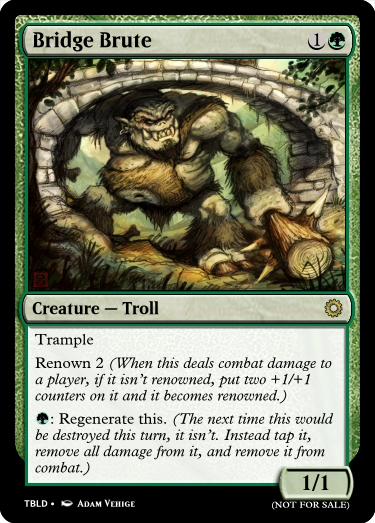 Bridge Brute 1
Creature — Troll
Trample
Renown 2 (When this deals combat damage to
a player, if it isn't renowned, put two +1/+1
counters on it and it becomes renowned.)
: Regenerate this. (The next time this would
be destroyed this turn, it isn't. Instead tap it,
remove all damage from it, and remove it from
combat.)
1/1
TBLD • Adam Vehige (NOT FOR SALE)